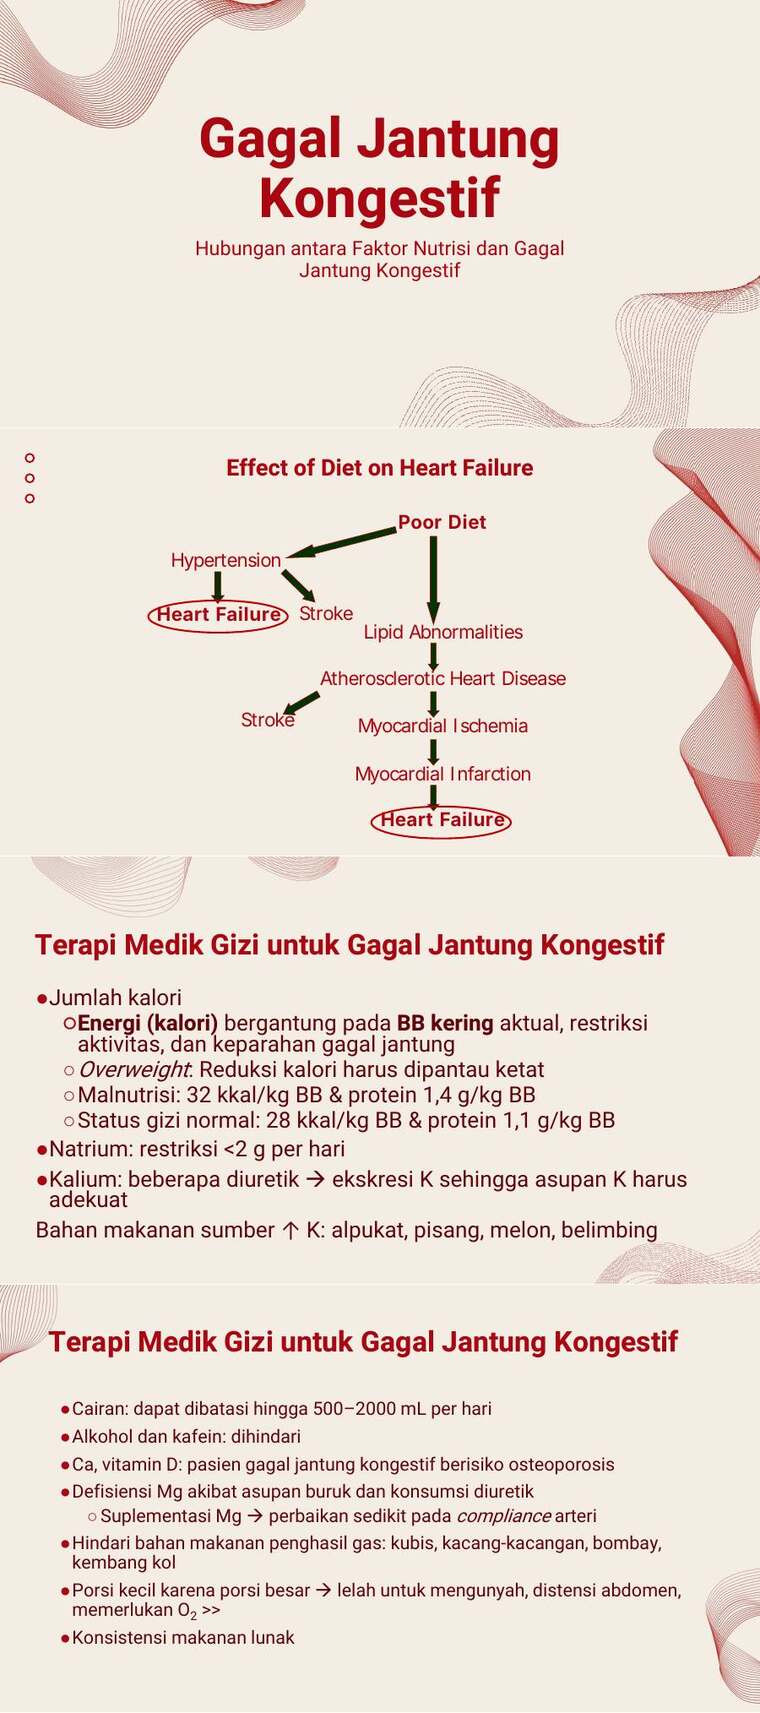 Gagal Jantung
Kongestif
Hubungan antara Faktor Nutrisi dan Gagal
Jantung Kongestif
Effect of Diet on Heart Failure
Poor Diet
Hypertension
Heart Failure
Stroke
Lipid Abnormalities
Atherosclerotic Heart Disease
Stroke
Myocardial Ischemia
Myocardial Infarction
Heart Failure
Terapi Medik Gizi untuk Gagal Jantung Kongestif
●Jumlah kalori
○Energi (kalori) bergantung pada BB kering aktual, restriksi
aktivitas, dan keparahan gagal jantung
○Overweight: Reduksi kalori harus dipantau ketat
○Malnutrisi: 32 kkal/kg BB & protein 1,4 g/kg BB
○Status gizi normal: 28 kkal/kg BB & protein 1,1 g/kg BB
●Natrium: restriksi <2 g per hari
●Kalium: beberapa diuretik → ekskresi K sehingga asupan K harus
adekuat
Bahan makanan sumber ↑ K: alpukat, pisang, melon, belimbing
Terapi Medik Gizi untuk Gagal Jantung Kongestif
●Cairan: dapat dibatasi hingga 500–2000 mL per hari
●Alkohol dan kafein: dihindari
●Ca, vitamin D: pasien gagal jantung kongestif berisiko osteoporosis
●Defisiensi Mg akibat asupan buruk dan konsumsi diuretik
○Suplementasi Mg → perbaikan sedikit pada compliance arteri
●Hindari bahan makanan penghasil gas: kubis, kacang-kacangan, bombay,
kembang kol
●Porsi kecil karena porsi besar → lelah untuk mengunyah, distensi abdomen,
memerlukan O₂ >>
●Konsistensi makanan lunak